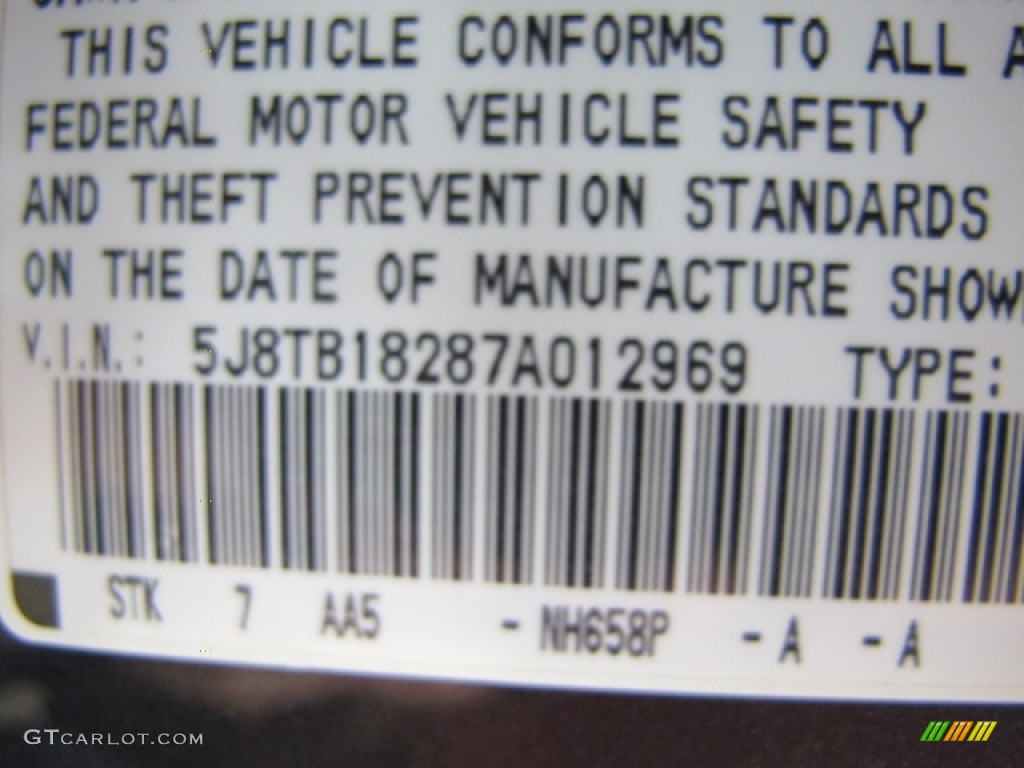 THIS VEHICLE CONFORMS TO ALL A
FEDERAL MOTOR VEHICLE SAFETY
AND THEFT PREVENTION STANDARDS
ON THE DATE OF MANUFACTURE SHOW
V.I.N.: 5J8TB18287A012969 TYPE:
STK 7 AA5 - NH658P - A - A
GTCARLOT.COM